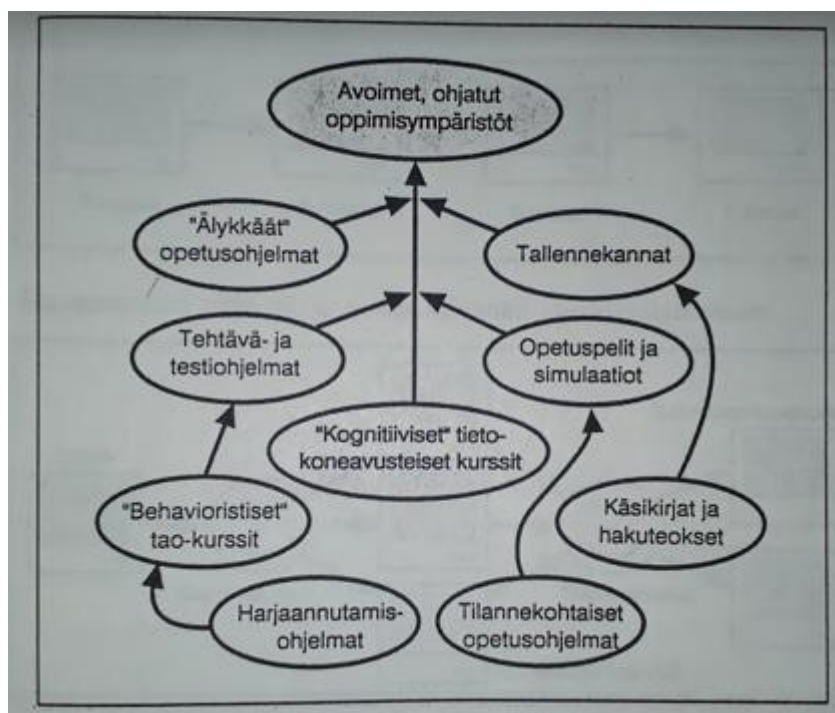 Avoimet, ohjatut
oppimisympäristöt
"Älykkäät"
opetusohjelmat
Tallennekannat
Tehtävä- ja
testiohjelmat
Opetuspelit ja
simulaatiot
"Kognitiiviset" tieto-
koneavusteiset kurssit
"Behavioristiset"
tao-kurssit
Käsikirjat ja
hakuteokset
Harjaannutamis-
ohjelmat
Tilannekohtaiset
opetusohjelmat